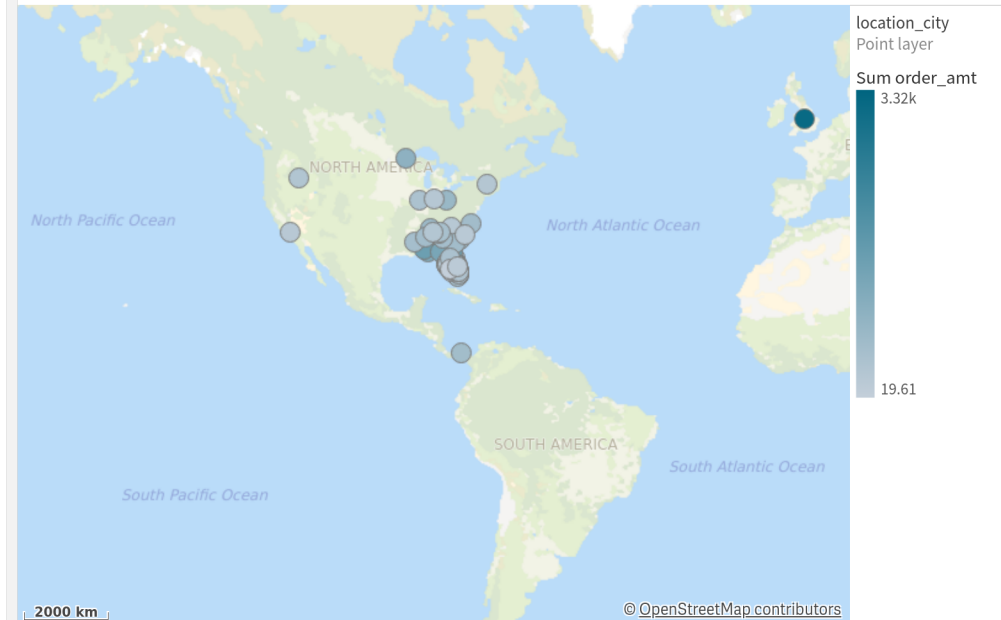 location_city
Point layer
Sum order_amt
3.32k
19.61
NORTH AMERICA
North Pacific Ocean
North Atlantic Ocean
E
SOUTH AMERICA
South Atlantic Ocean
South Pacific Ocean
2000 km
© OpenStreetMap contributors